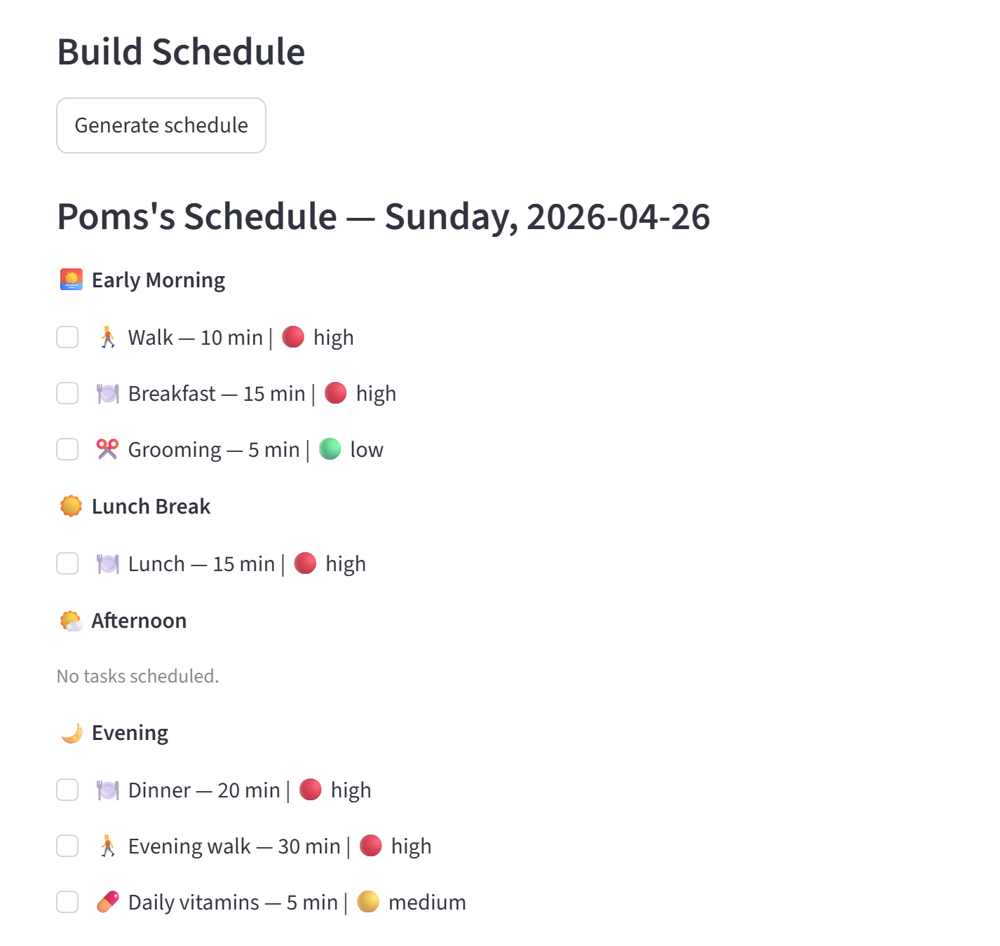 Build Schedule
Generate schedule
Poms's Schedule — Sunday, 2026-04-26
🌅 Early Morning
🚶 Walk — 10 min | 🔴 high
🍽️ Breakfast — 15 min | 🔴 high
✂️ Grooming — 5 min | 🟢 low
☀️ Lunch Break
🍽️ Lunch — 15 min | 🔴 high
🌤️ Afternoon
No tasks scheduled.
🌙 Evening
🍽️ Dinner — 20 min | 🔴 high
🚶 Evening walk — 30 min | 🔴 high
💊 Daily vitamins — 5 min | 🟡 medium